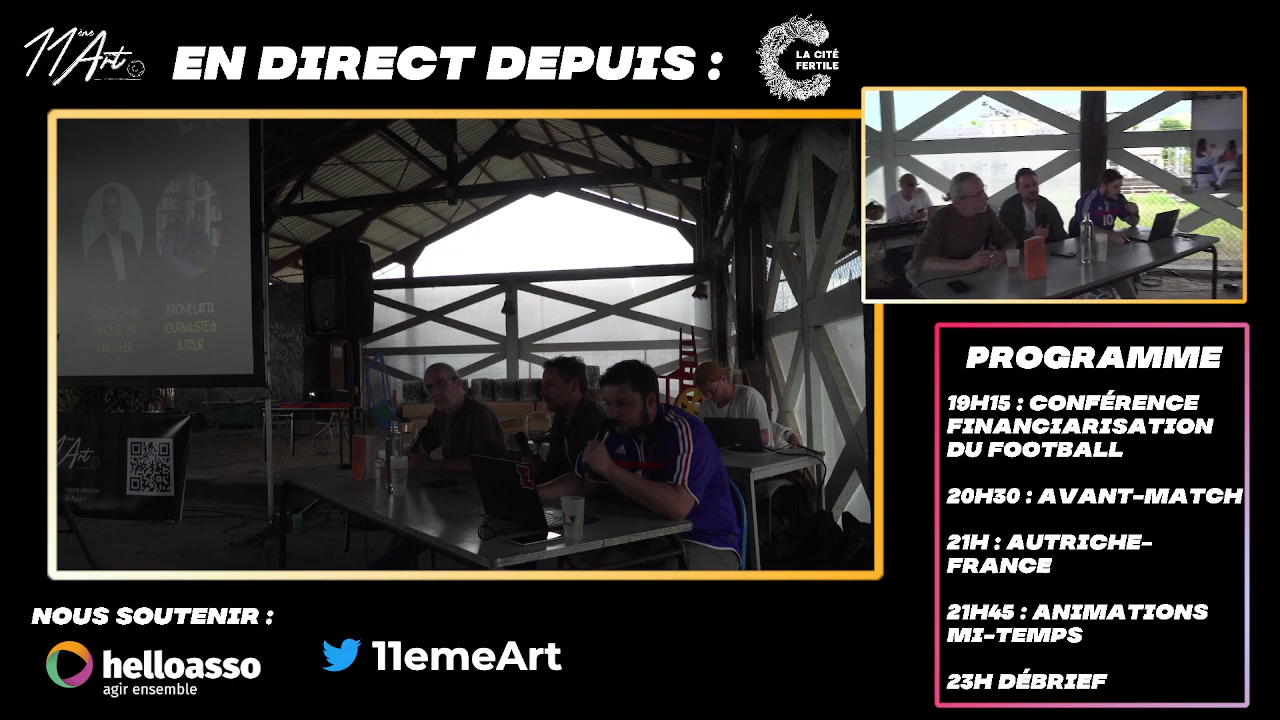 11ème Art
EN DIRECT DEPUIS :
LA CITÉ
FERTILE
JÉRÔME LATTA
JOURNALISTE &
AUTEUR
10
PROGRAMME
19H15 : CONFÉRENCE
FINANCIARISATION
DU FOOTBALL
20H30 : AVANT-MATCH
21H : AUTRICHE-
FRANCE
21H45 : ANIMATIONS
MI-TEMPS
23H DÉBRIEF
NOUS SOUTENIR :
helloasso
agir ensemble
11emeArt